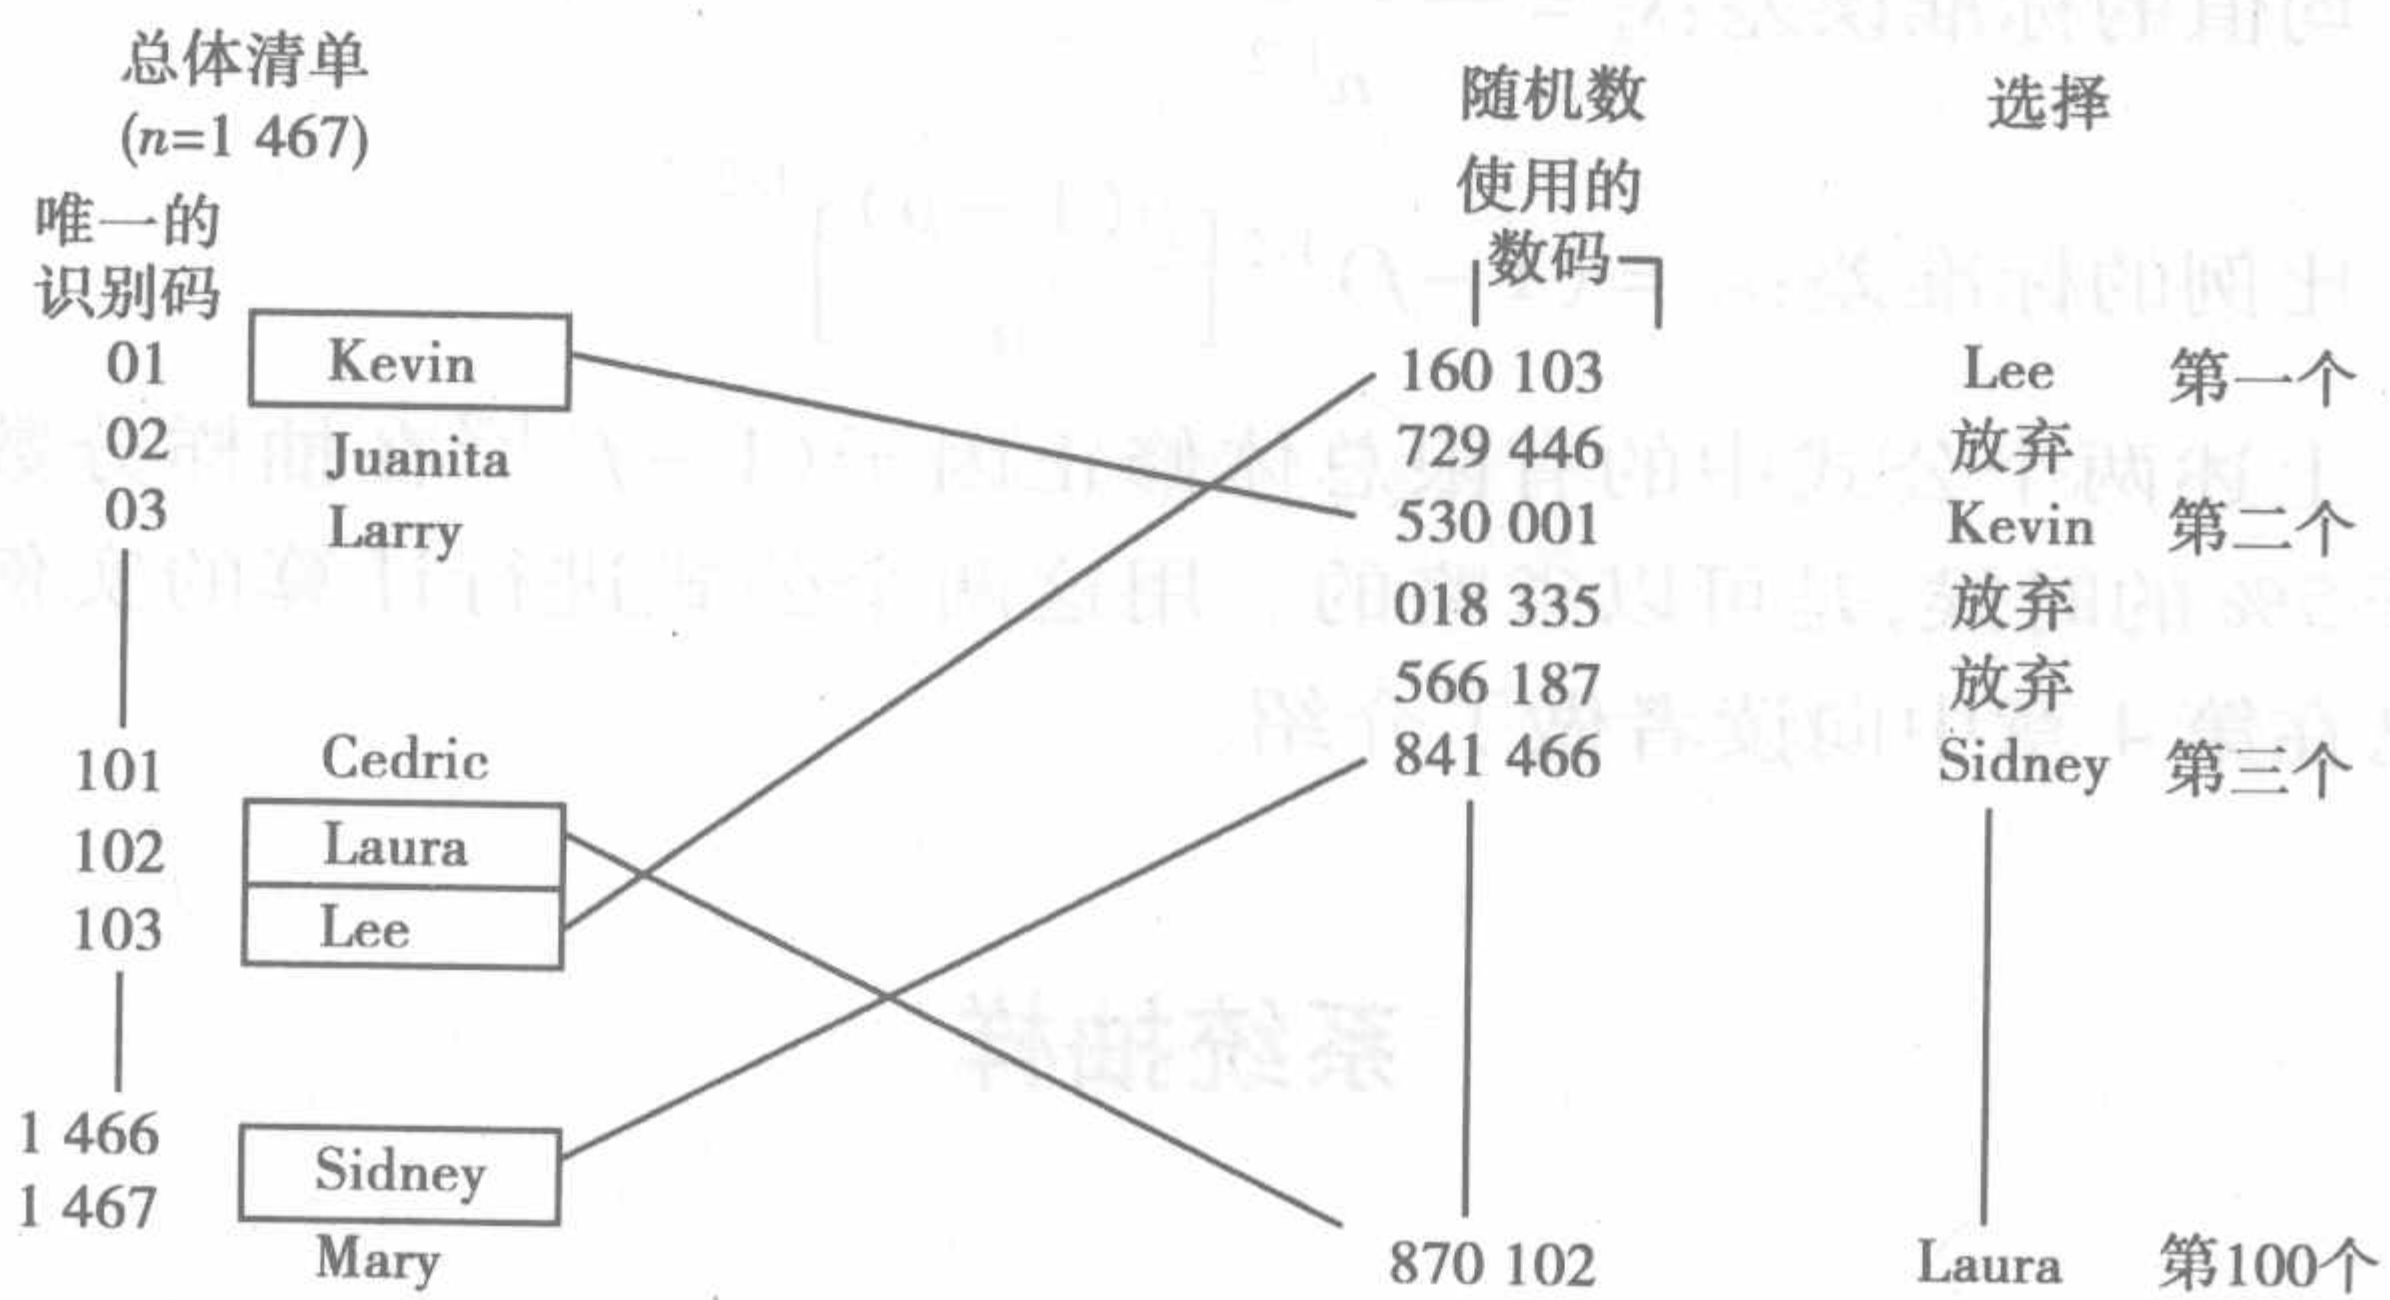 总体清单
(n=1 467)
唯一的
识别码
01 Kevin
02 Juanita
03 Larry
101 Cedric
102 Laura
103 Lee
1 466 Sidney
1 467 Mary
随机数
使用的
数码
160 103
729 446
530 001
018 335
566 187
841 466
870 102
选择
Lee 第一个
放弃
Kevin 第二个
放弃
放弃
Sidney 第三个
Laura 第100个
系统抽样